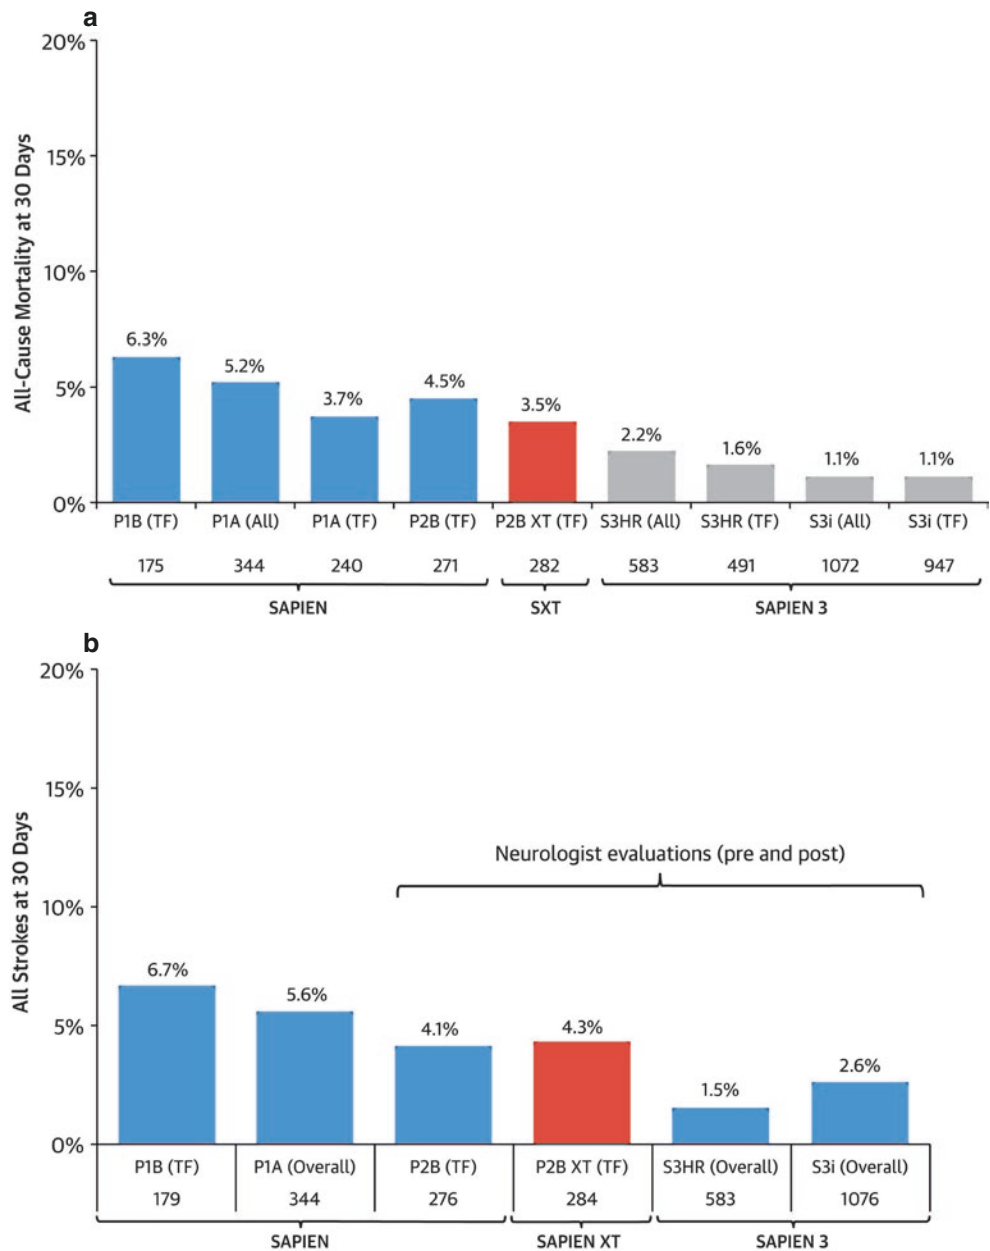 a
All-Cause Mortality at 30 Days
20%
15%
10%
5%
0%
6.3%
5.2%
3.7%
4.5%
3.5%
2.2%
1.6%
1.1%
1.1%
P1B (TF) P1A (All) P1A (TF) P2B (TF) P2B XT (TF) S3HR (All) S3HR (TF) S3i (All) S3i (TF)
175 344 240 271 282 583 491 1072 947
SAPIEN SXT SAPIEN 3
b
All Strokes at 30 Days
20%
15%
10%
5%
0%
Neurologist evaluations (pre and post)
6.7%
5.6%
4.1%
4.3%
1.5%
2.6%
P1B (TF) P1A (Overall) P2B (TF) P2B XT (TF) S3HR (Overall) S3i (Overall)
179 344 276 284 583 1076
SAPIEN SAPIEN XT SAPIEN 3